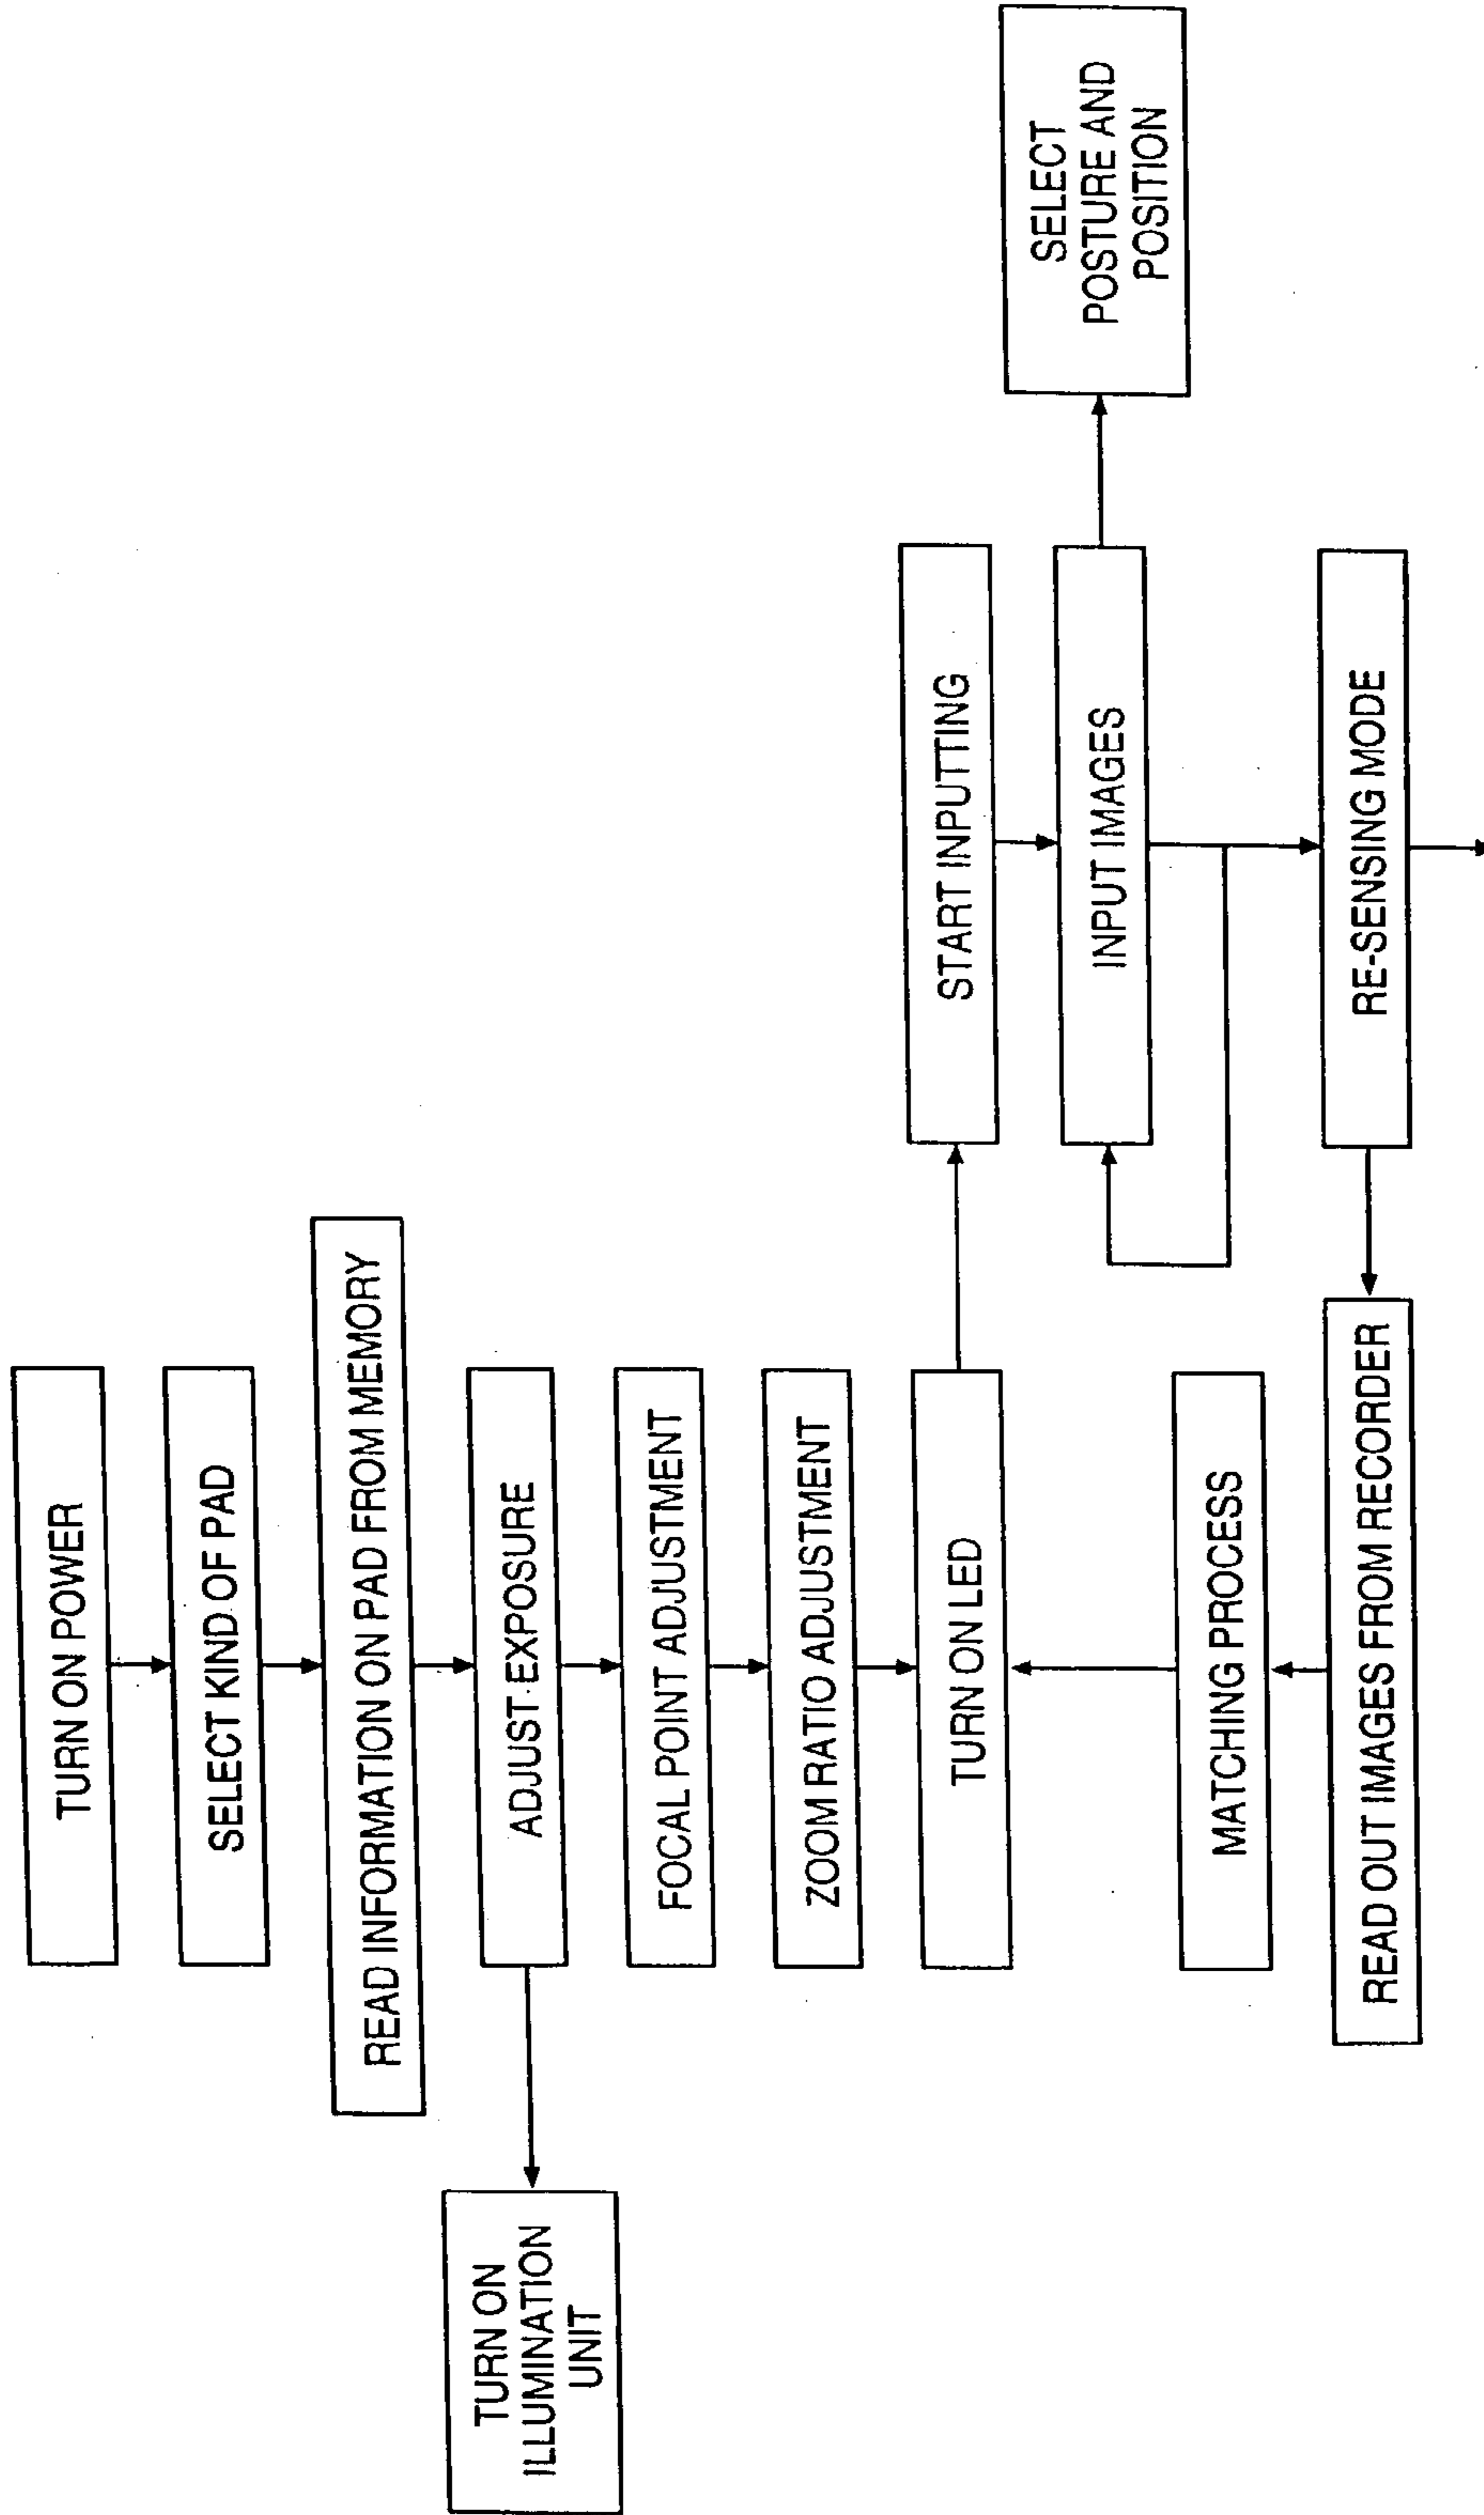 TURN ON POWER
SELECT KIND OF PAD
READ INFORMATION ON PAD FROM MEMORY
TURN ON
ILLUMINATION
UNIT
ADJUST EXPOSURE
FOCAL POINT ADJUSTMENT
ZOOM RATIO ADJUSTMENT
TURN ON LED
START INPUTTING
INPUT IMAGES
SELECT
POSTURE AND
POSITION
MATCHING PROCESS
READ OUT IMAGES FROM RECORDER
RE-SENSING MODE